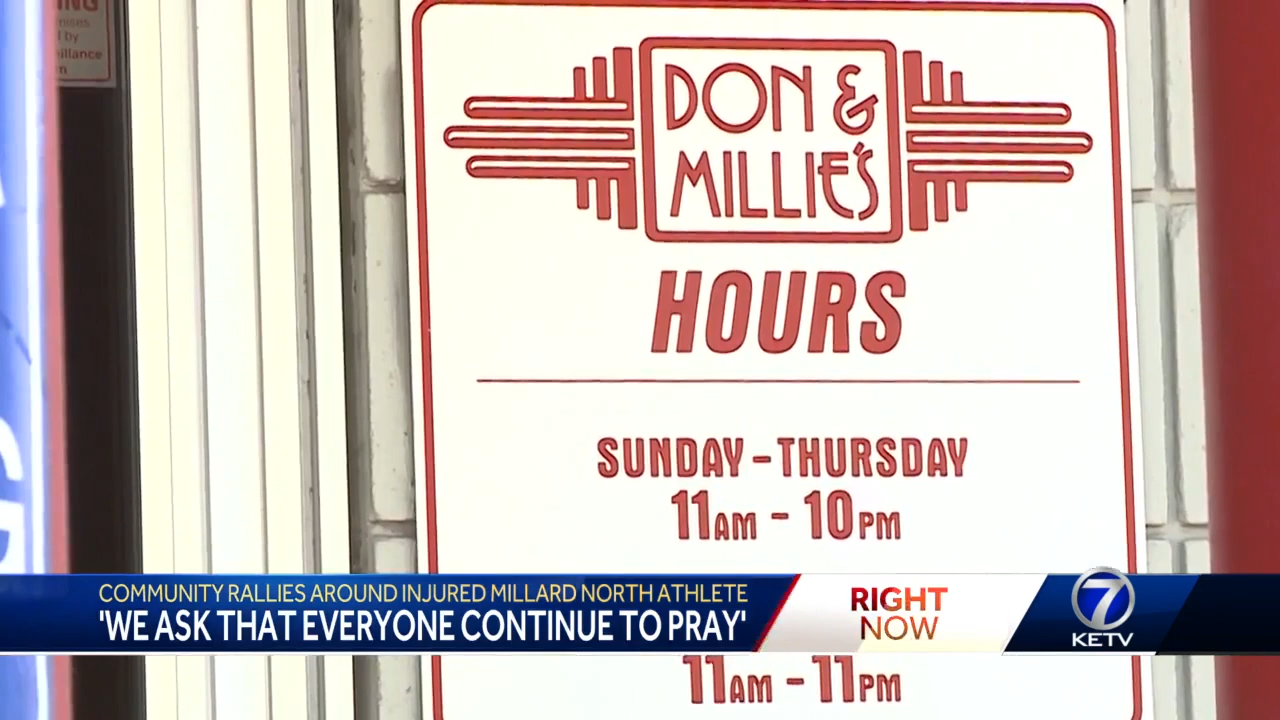 DON &
MILLIE'S
HOURS
SUNDAY - THURSDAY
11AM - 10PM
COMMUNITY RALLIES AROUND INJURED MILLARD NORTH ATHLETE
'WE ASK THAT EVERYONE CONTINUE TO PRAY'
RIGHT
NOW
7
KETV
11AM - 11PM